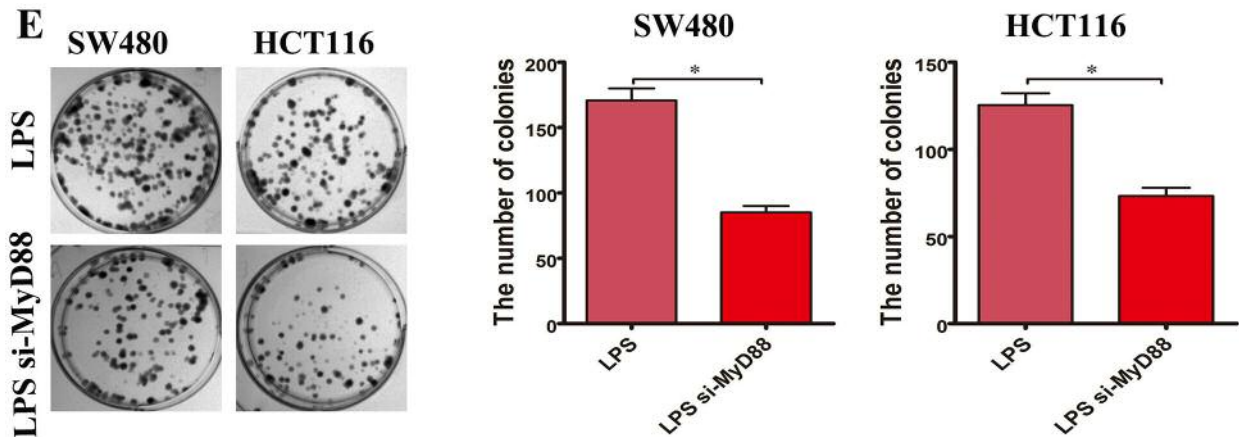 E
SW480
HCT116
LPS
LPS si-MyD88
SW480
The number of colonies
200
150
100
50
0
*
LPS
LPS si-MyD88
HCT116
The number of colonies
150
100
50
0
*
LPS
LPS si-MyD88